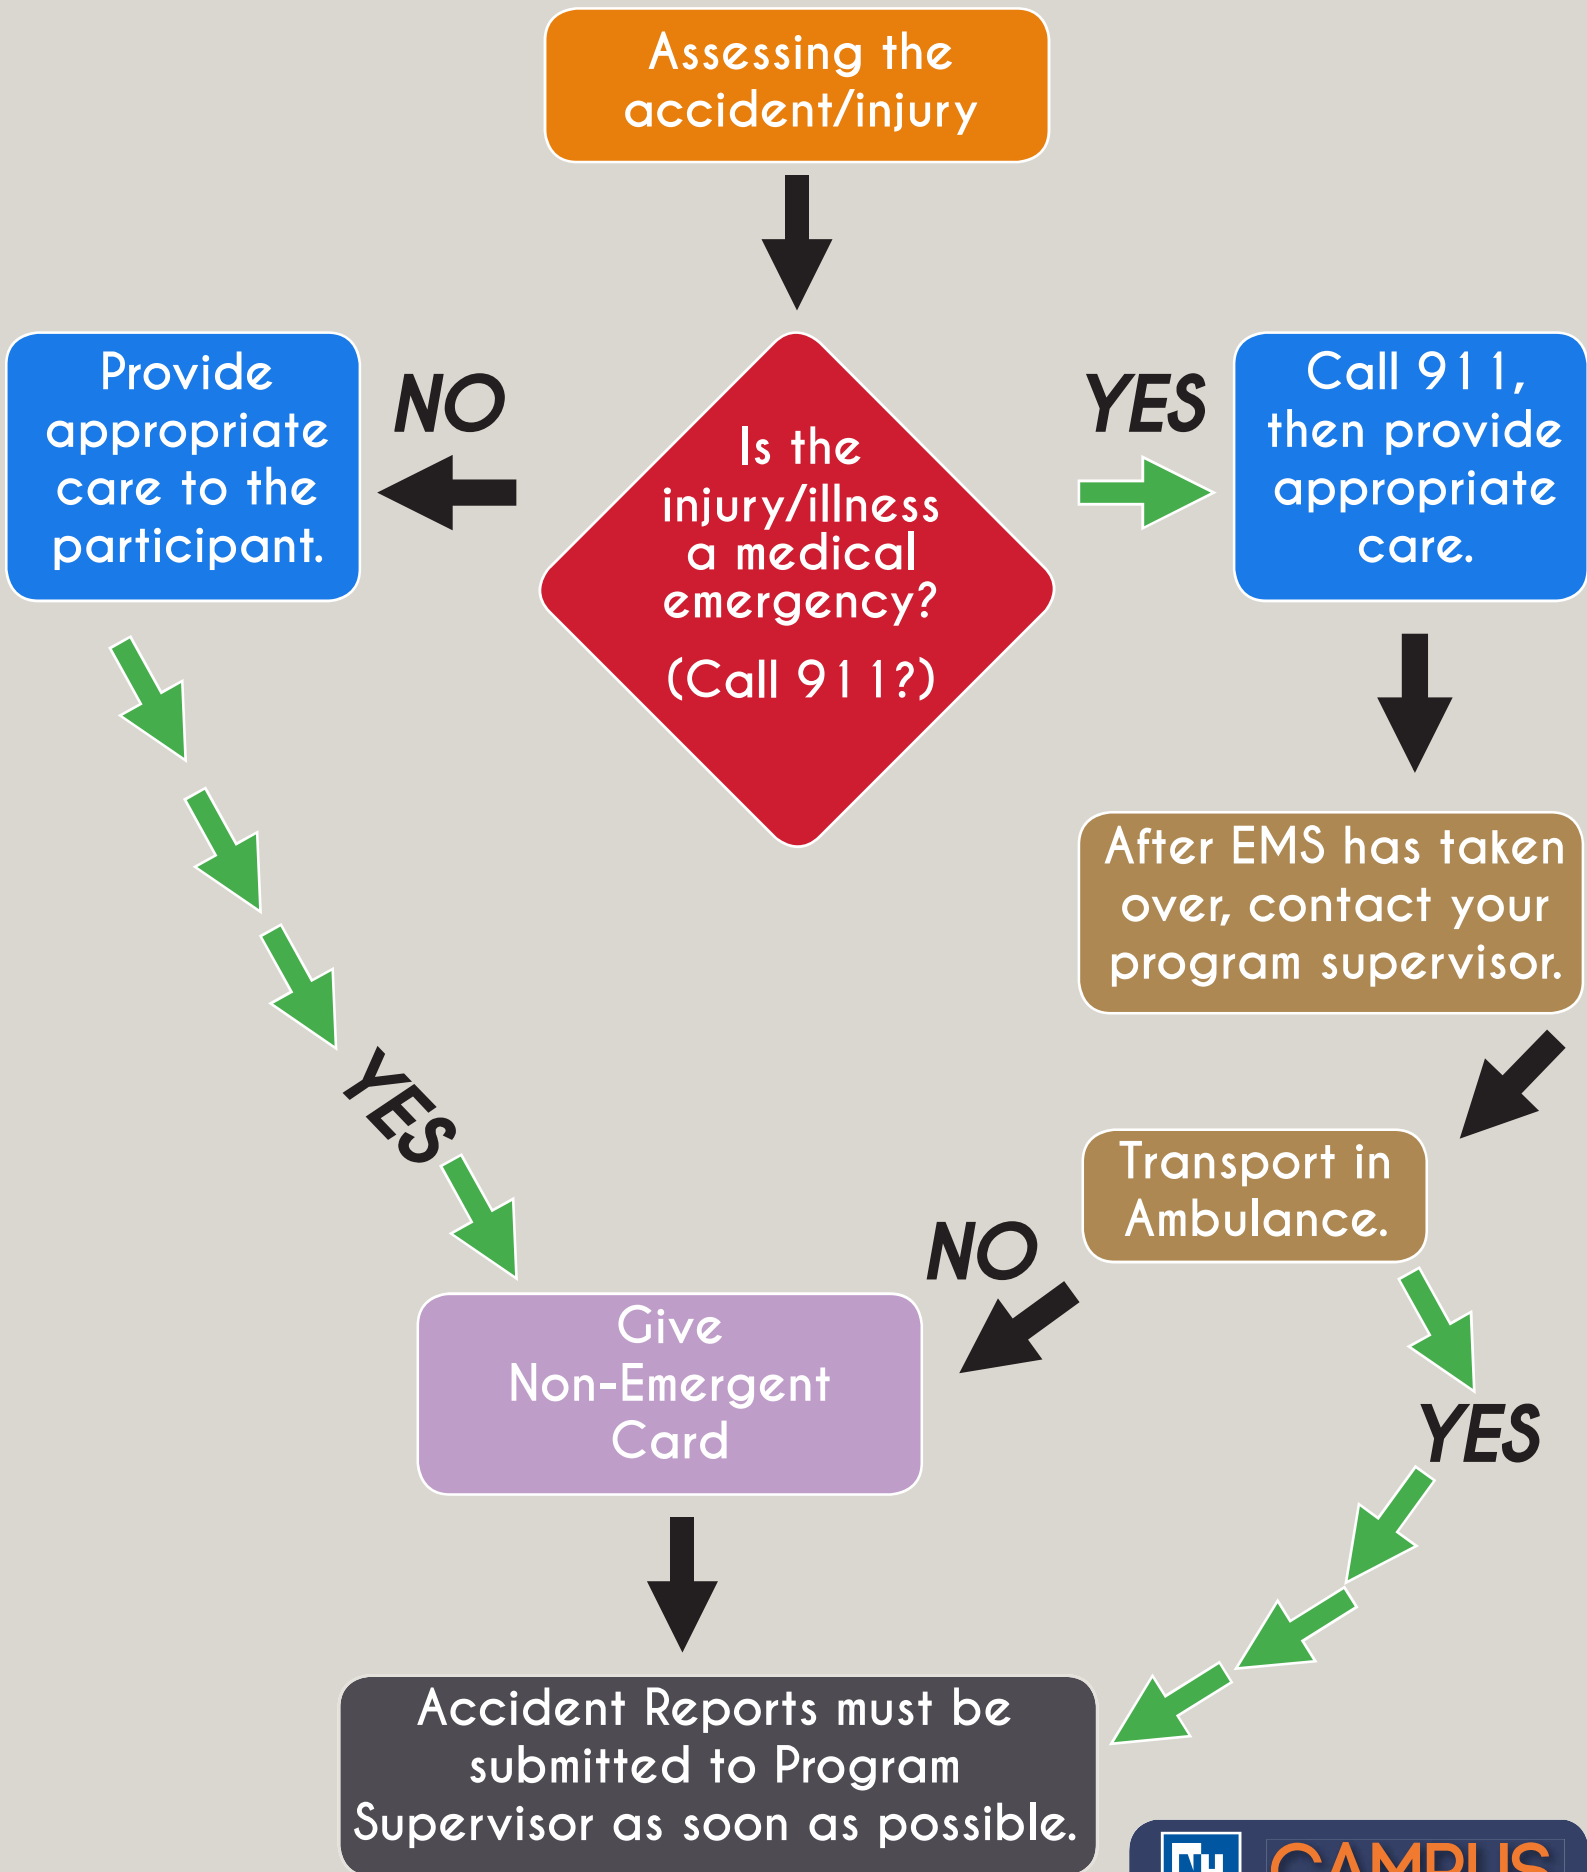 Assessing the
accident/injury
Provide
appropriate
care to the
participant.
NO
Is the
injury/illness
a medical
emergency?
(Call 911?)
YES
Call 911,
then provide
appropriate
care.
After EMS has taken
over, contact your
program supervisor.
YES
Transport in
Ambulance.
NO
Give
Non-Emergent
Card
YES
Accident Reports must be
submitted to Program
Supervisor as soon as possible.
CAMPUS